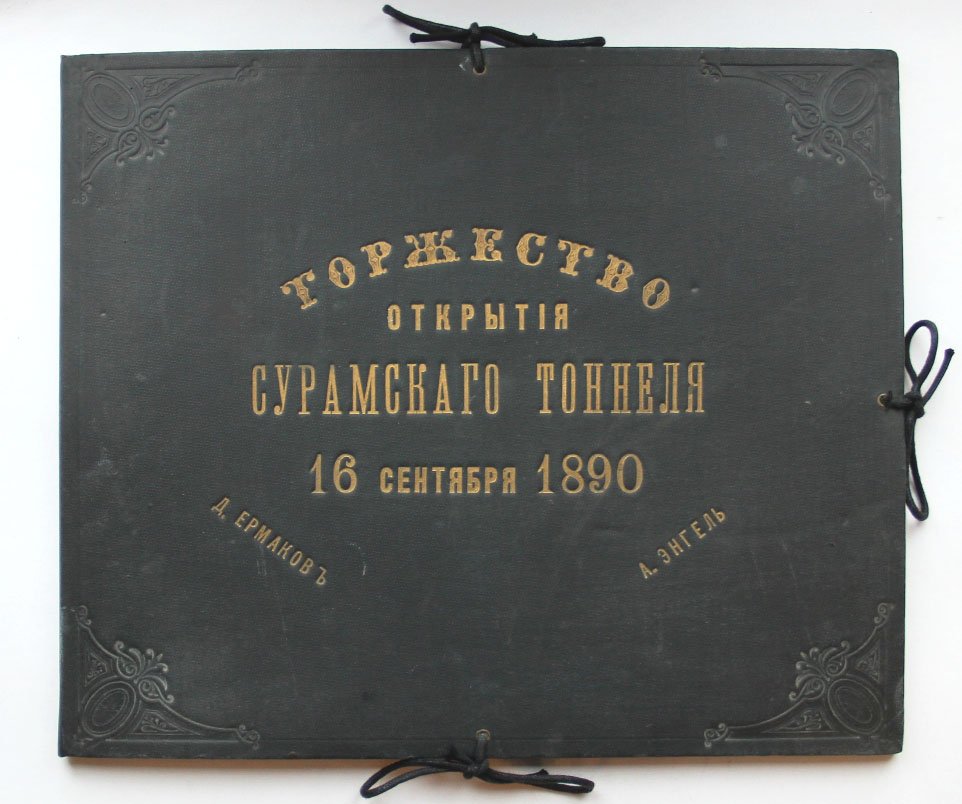 ТОРЖЕСТВО
ОТКРЫТІЯ
СУРАМСКАГО ТОННЕЛЯ
16 СЕНТЯБРЯ 1890
Д. ЕРМАКОВЪ
А. ЭНГЕЛЬ